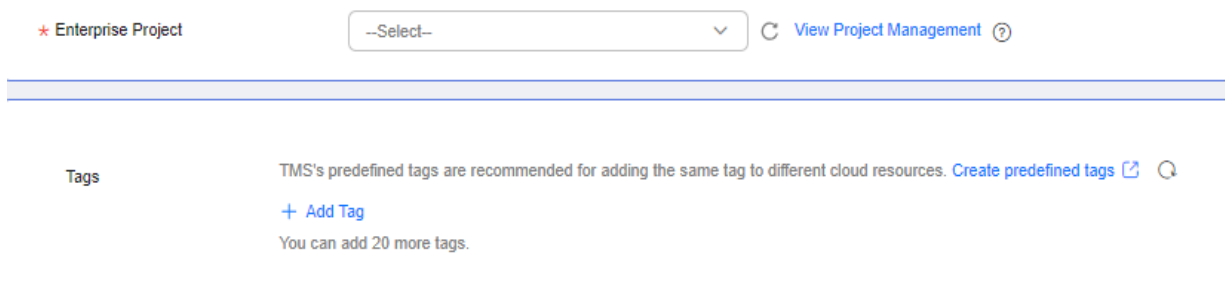 * Enterprise Project --Select-- View Project Management ?
Tags TMS's predefined tags are recommended for adding the same tag to different cloud resources. Create predefined tags
+ Add Tag
You can add 20 more tags.